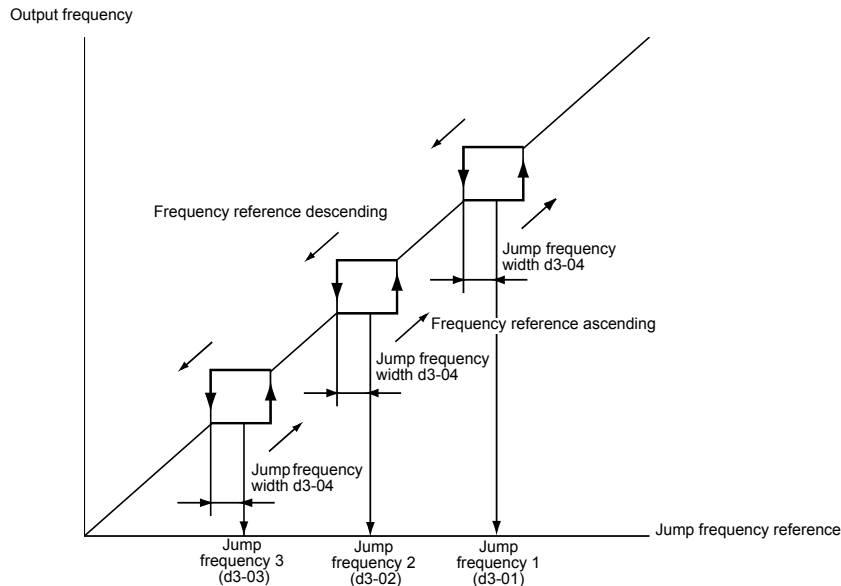 Output frequency
Frequency reference descending
Jump frequency
width d3-04
Frequency reference ascending
Jump frequency
width d3-04
Jump frequency
width d3-04
Jump frequency reference
Jump
frequency 3
(d3-03)
Jump
frequency 2
(d3-02)
Jump
frequency 1
(d3-01)